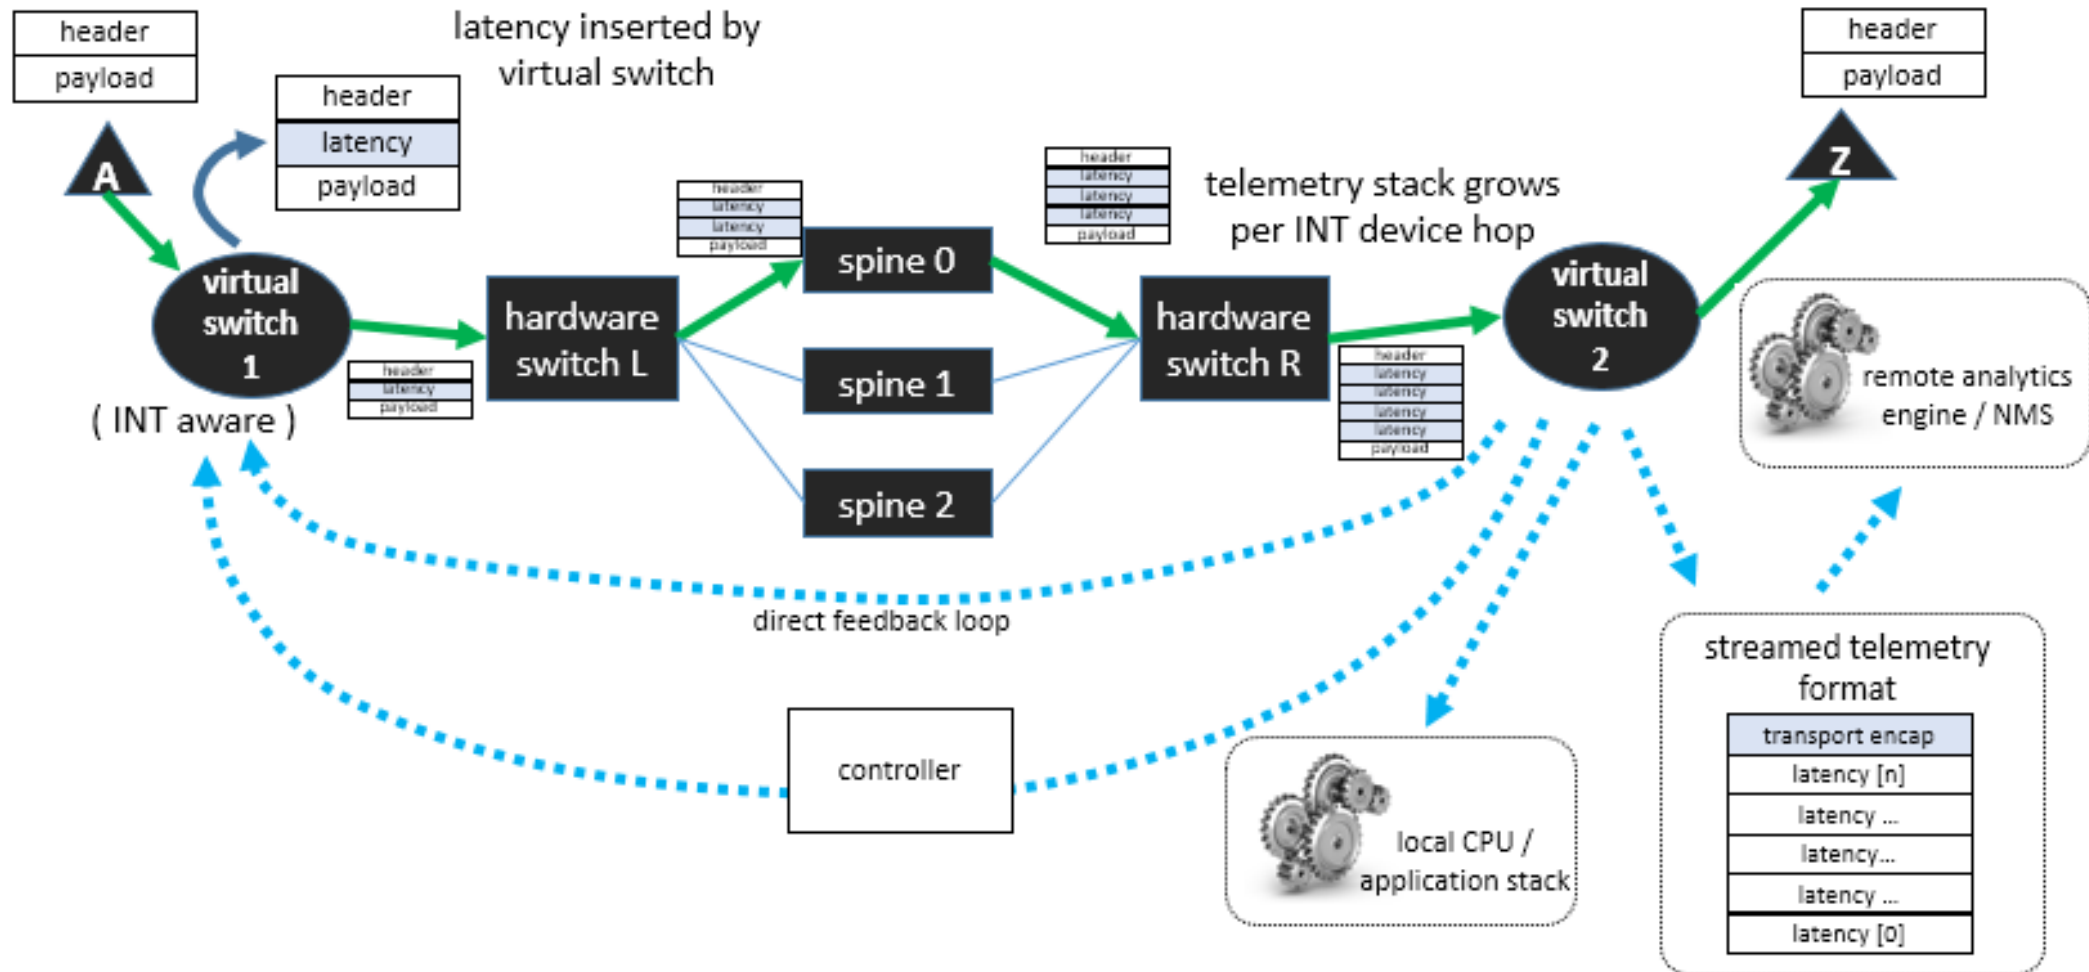 header
payload
latency inserted by
virtual switch
header
payload
header
latency
payload
A
Z
header
latency
latency
payload
header
latency
latency
latency
payload
telemetry stack grows
per INT device hop
virtual
switch
1
hardware
switch L
spine 0
spine 1
spine 2
hardware
switch R
virtual
switch
2
header
latency
payload
( INT aware )
header
latency
latency
latency
latency
payload
remote analytics
engine / NMS
direct feedback loop
controller
local CPU /
application stack
streamed telemetry
format
transport encap
latency [n]
latency ...
latency...
latency ...
latency [0]